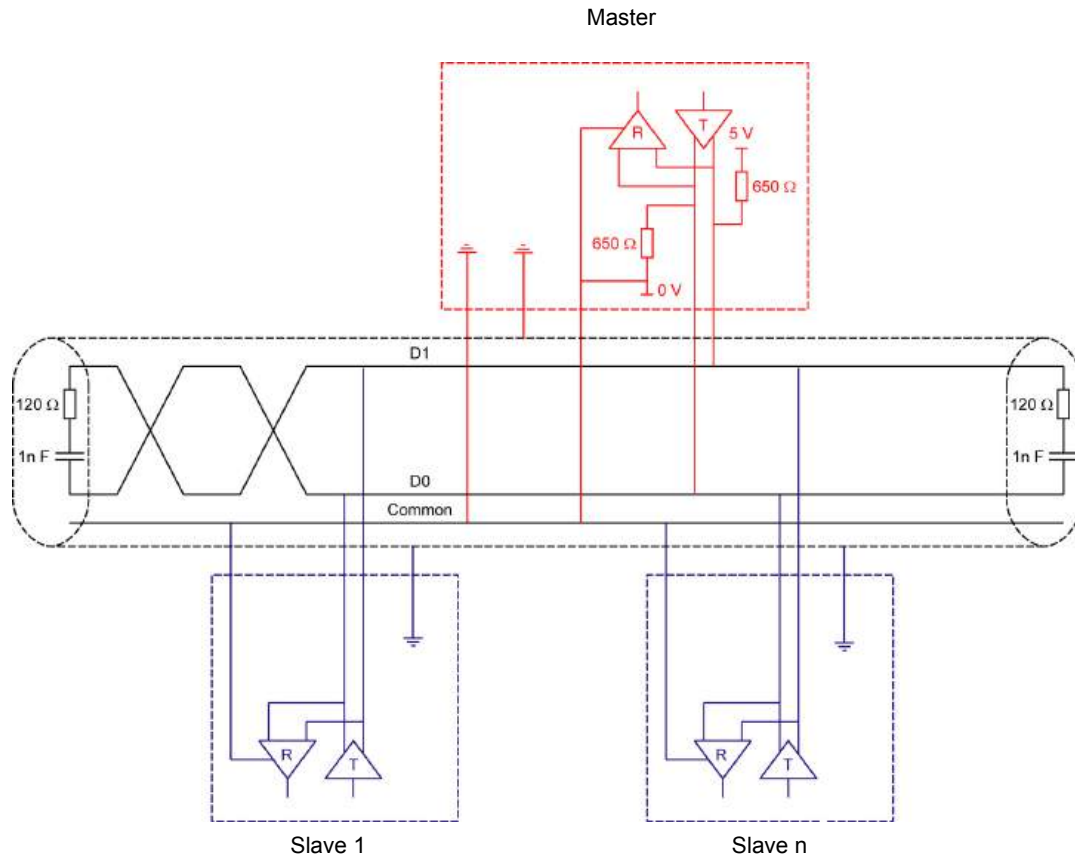 Master
R
T
5 V
650 Ω
650 Ω
0 V
D1
120 Ω
1n F
120 Ω
1n F
D0
Common
R
T
R
T
Slave 1
Slave n